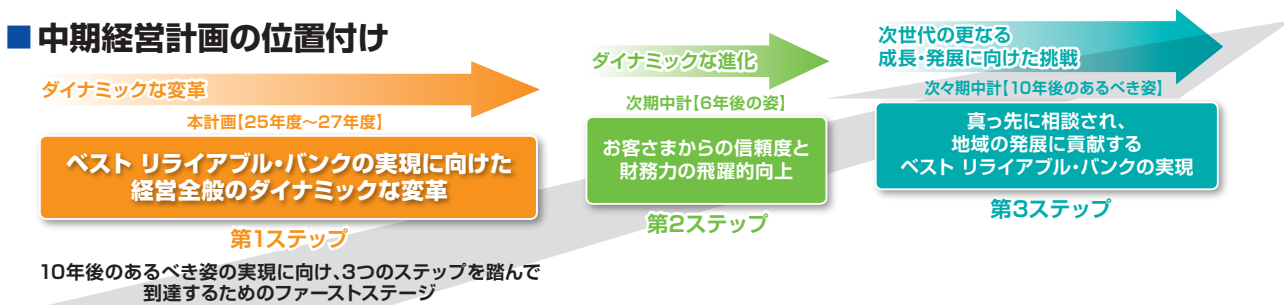 ■中期経営計画の位置付け
ダイナミックな変革
本計画【25年度～27年度】
ベスト リライアブル・バンクの実現に向けた
経営全般のダイナミックな変革
第1ステップ
10年後のあるべき姿の実現に向け、3つのステップを踏んで
到達するためのファーストステージ
ダイナミックな進化
次期中計【6年後の姿】
お客さまからの信頼度と
財務力の飛躍的向上
第2ステップ
次世代の更なる
成長・発展に向けた挑戦
次々期中計【10年後のあるべき姿】
真っ先に相談され、
地域の発展に貢献する
ベスト リライアブル・バンクの実現
第3ステップ